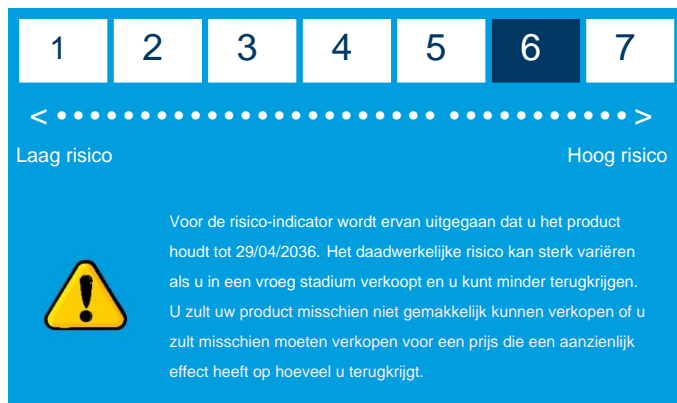 1 2 3 4 5 6 7
< >
Laag risico Hoog risico
Voor de risico-indicator wordt ervan uitgegaan dat u het product
houdt tot 29/04/2036. Het daadwerkelijke risico kan sterk variëren
als u in een vroeg stadium verkoopt en u kunt minder terugkrijgen.
U zult uw product misschien niet gemakkelijk kunnen verkopen of u
zult misschien moeten verkopen voor een prijs die een aanzienlijk
effect heeft op hoeveel u terugkrijgt.